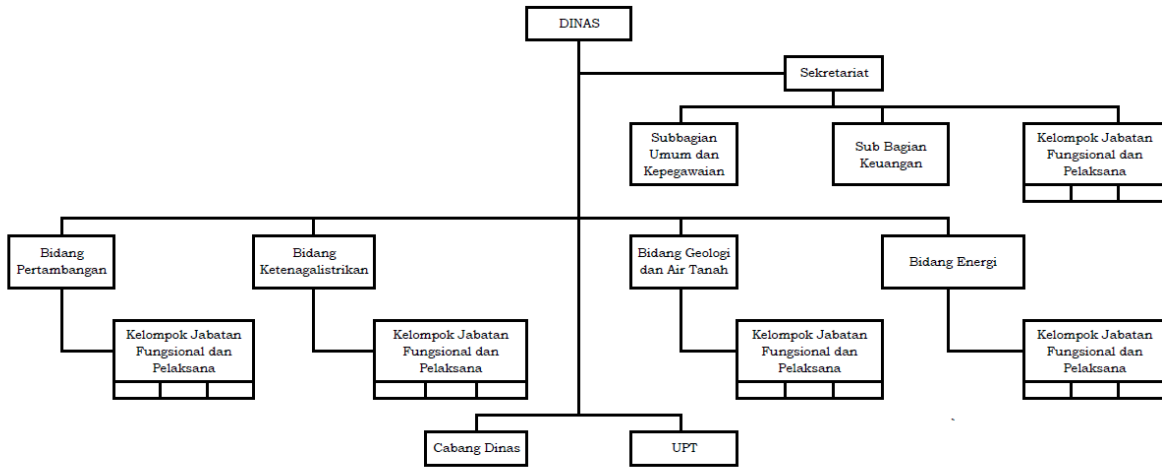 DINAS
Sekretariat
Subbagian
Umum dan
Kepegawaian
Sub Bagian
Keuangan
Kelompok Jabatan
Fungsional dan
Pelaksana
Bidang
Pertambangan
Bidang
Ketenagalistrikan
Bidang Geologi
dan Air Tanah
Bidang Energi
Kelompok Jabatan
Fungsional dan
Pelaksana
Kelompok Jabatan
Fungsional dan
Pelaksana
Kelompok Jabatan
Fungsional dan
Pelaksana
Kelompok Jabatan
Fungsional dan
Pelaksana
Cabang Dinas
UPT